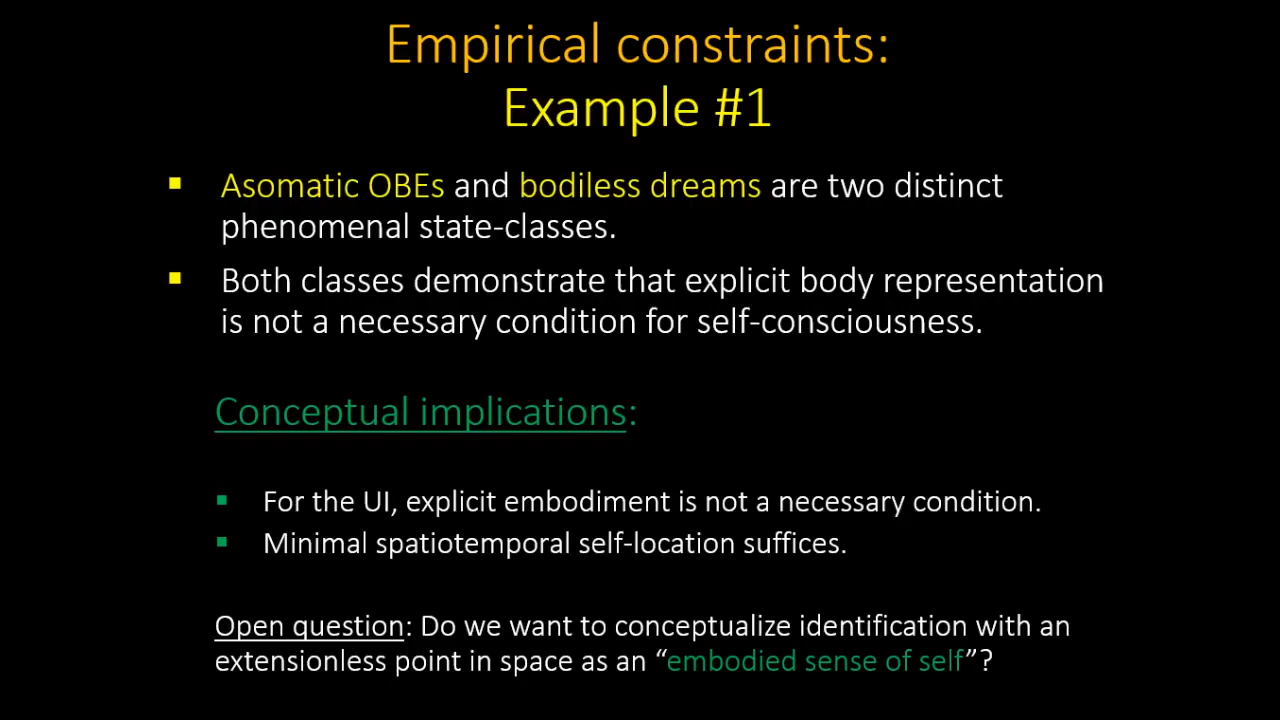 Empirical constraints:
Example #1
▪ Asomatic OBEs and bodiless dreams are two distinct
phenomenal state-classes.
▪ Both classes demonstrate that explicit body representation
is not a necessary condition for self-consciousness.
Conceptual implications:
▪ For the UI, explicit embodiment is not a necessary condition.
▪ Minimal spatiotemporal self-location suffices.
Open question: Do we want to conceptualize identification with an
extensionless point in space as an “embodied sense of self”?